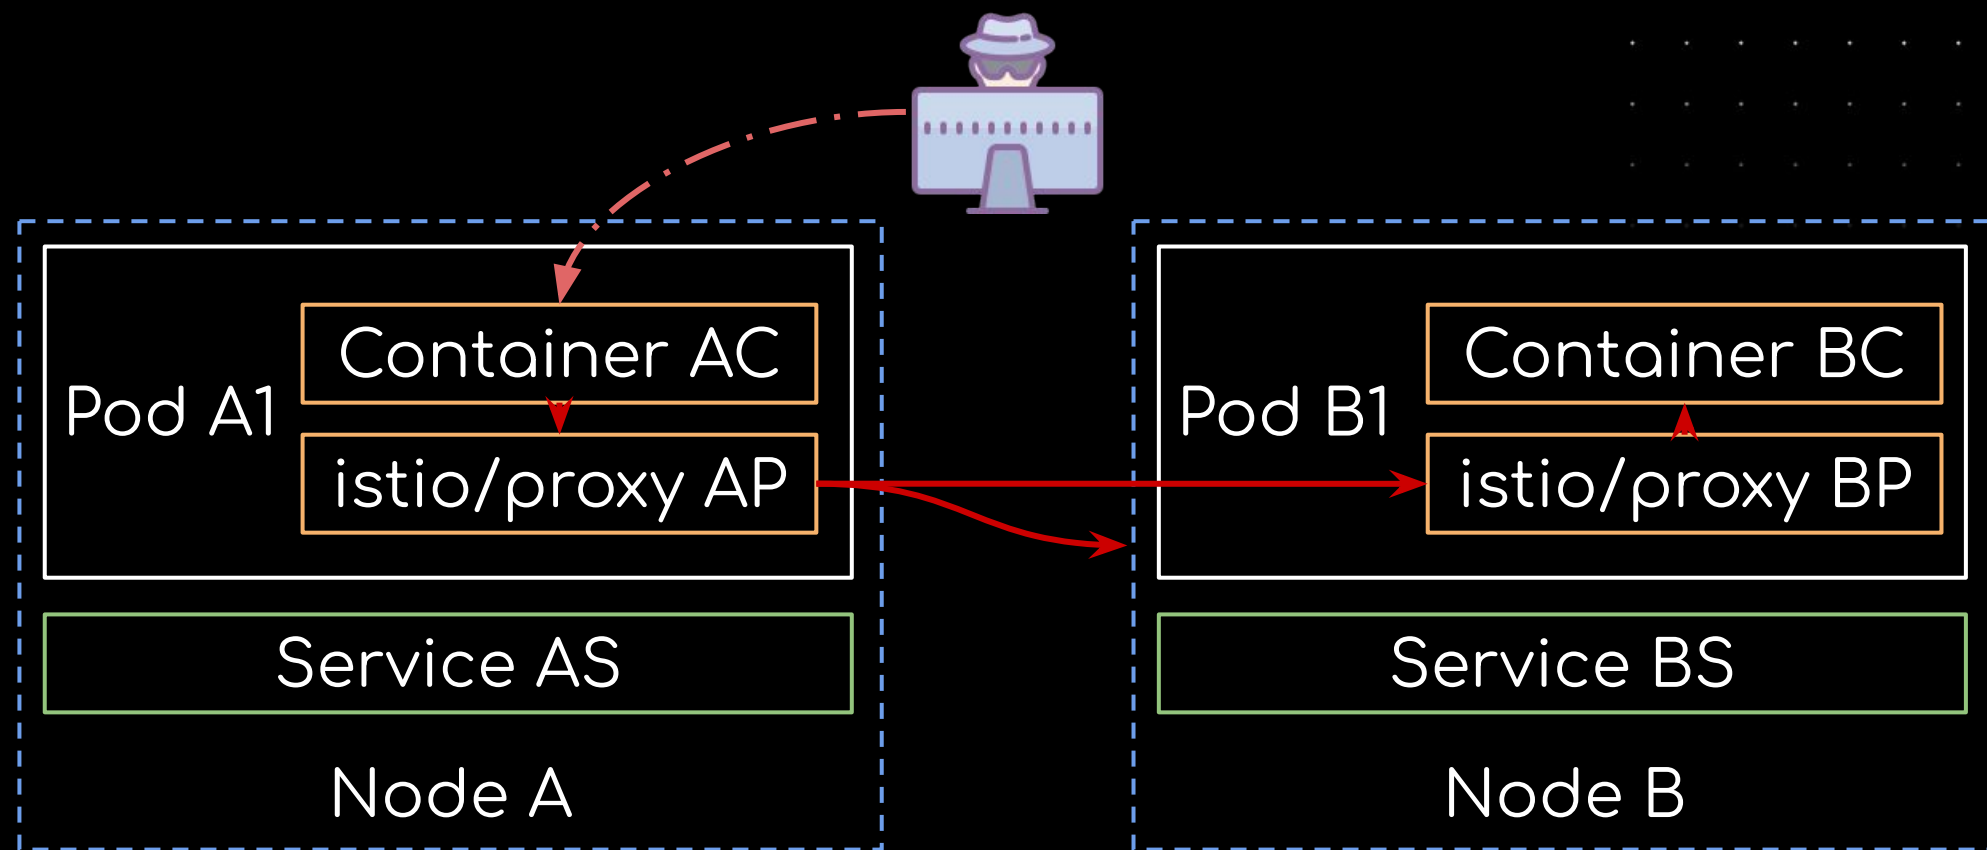 Container AC
Pod A1
istio/proxy AP
Service AS
Node A
Container BC
Pod B1
istio/proxy BP
Service BS
Node B